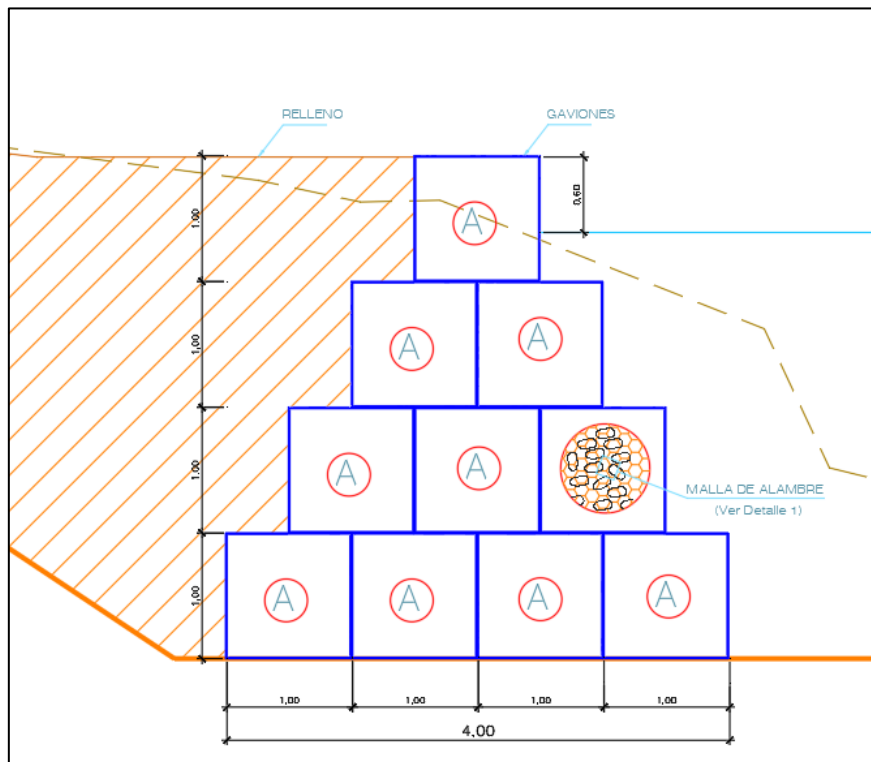 RELLENO
GAVIONES
1.00
A
0,60
1,00
A
A
1.00
A
A
MALLA DE ALAMBRE
(Ver Detalle 1)
1.00
A
A
A
A
1,00
1,00
1,00
1,00
4.00